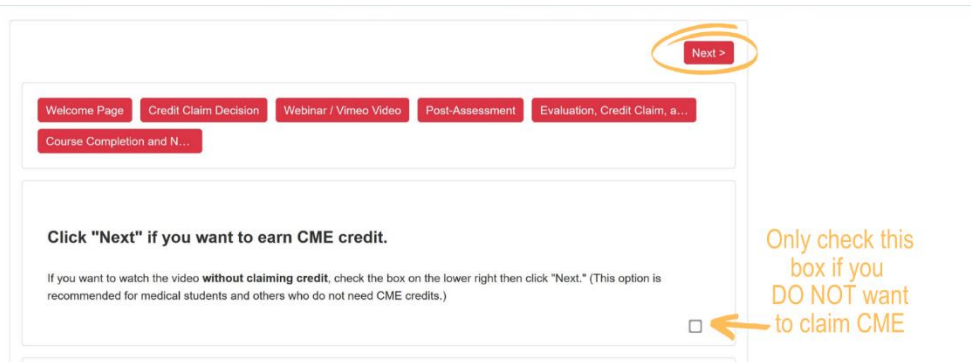 Next >
Welcome Page
Credit Claim Decision
Webinar / Vimeo Video
Post-Assessment
Evaluation, Credit Claim, a...
Course Completion and N...
Click "Next" if you want to earn CME credit.
If you want to watch the video without claiming credit, check the box on the lower right then click "Next." (This option is
recommended for medical students and others who do not need CME credits.)
Only check this
box if you
DO NOT want
to claim CME